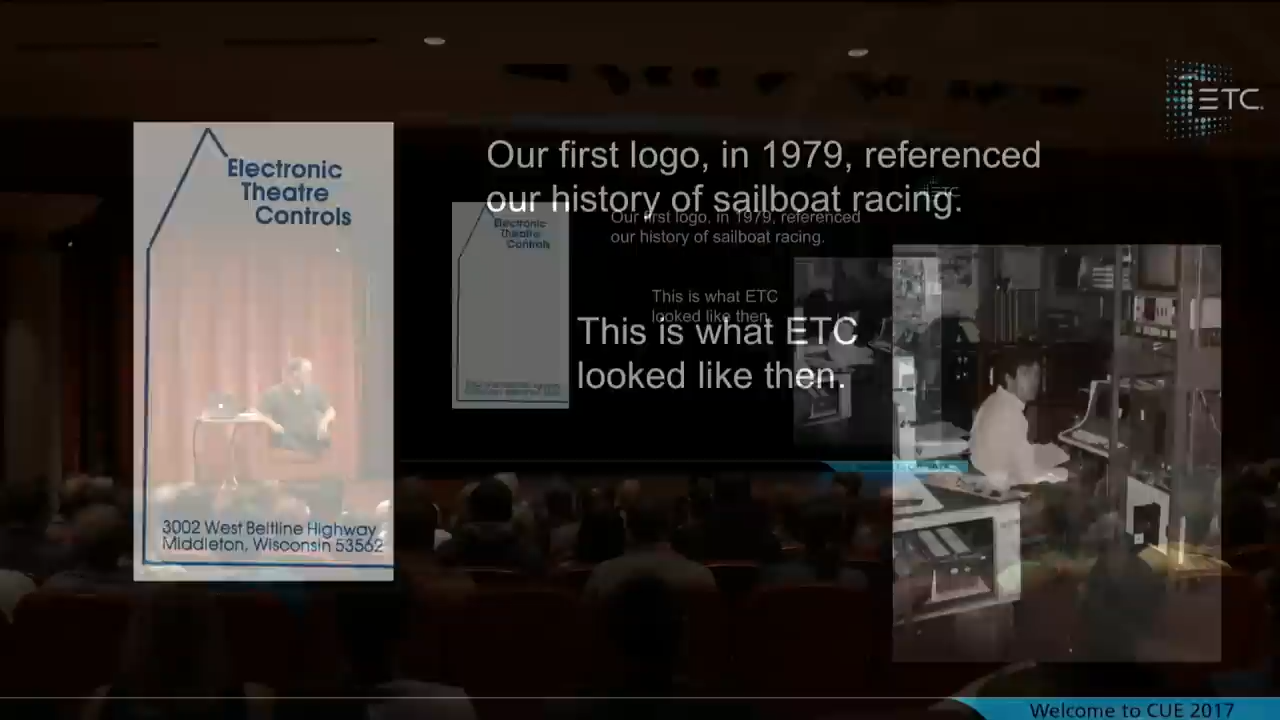 ETC
Electronic
Theatre
Controls
3002 West Beltline Highway
Middleton, Wisconsin 53562
Our first logo, in 1979, referenced
our history of sailboat racing.
This is what ETC
looked like then.
Electronic
Theatre
Controls
Our first logo, in 1979, referenced
our history of sailboat racing.
This is what ETC
looked like then.
ETC
Welcome to CUE 2017